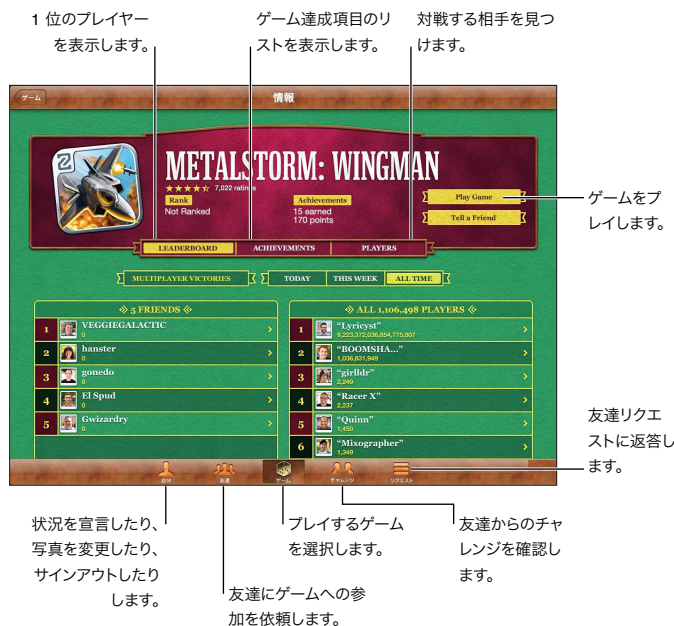 1 位のプレイヤー
を表示します。
ゲーム達成項目のリ
ストを表示します。
対戦する相手を見つ
けます。
ゲーム
情報
METALSTORM: WINGMAN
7,022 ratings
Rank
Not Ranked
Achievements
15 earned
170 points
Play Game
Tell a Friend
ゲームをプ
レイします。
LEADERBOARD
ACHIEVEMENTS
PLAYERS
MULTIPLAYER VICTORIES
TODAY
THIS WEEK
ALL TIME
5 FRIENDS
1
VEGGIEGALACTIC
0
2
hanster
0
3
gonedo
0
4
El Spud
0
5
Gwizardry
0
ALL 1,106,498 PLAYERS
1
“Lyricyst”
9,223,372,036,854,775,807
2
“BOOMSHA...”
1,036,831,949
3
“girlldr”
2,249
4
“Racer X”
2,237
5
“Quinn”
1,450
6
“Mixographer”
1,349
友達リクエ
ストに返答し
ます。
自分
友達
ゲーム
チャレンジ
リクエスト
状況を宣言したり、
写真を変更したり、
サインアウトしたり
します。
友達にゲームへの参
加を依頼します。
プレイするゲーム
を選択します。
友達からのチャ
レンジを確認し
ます。